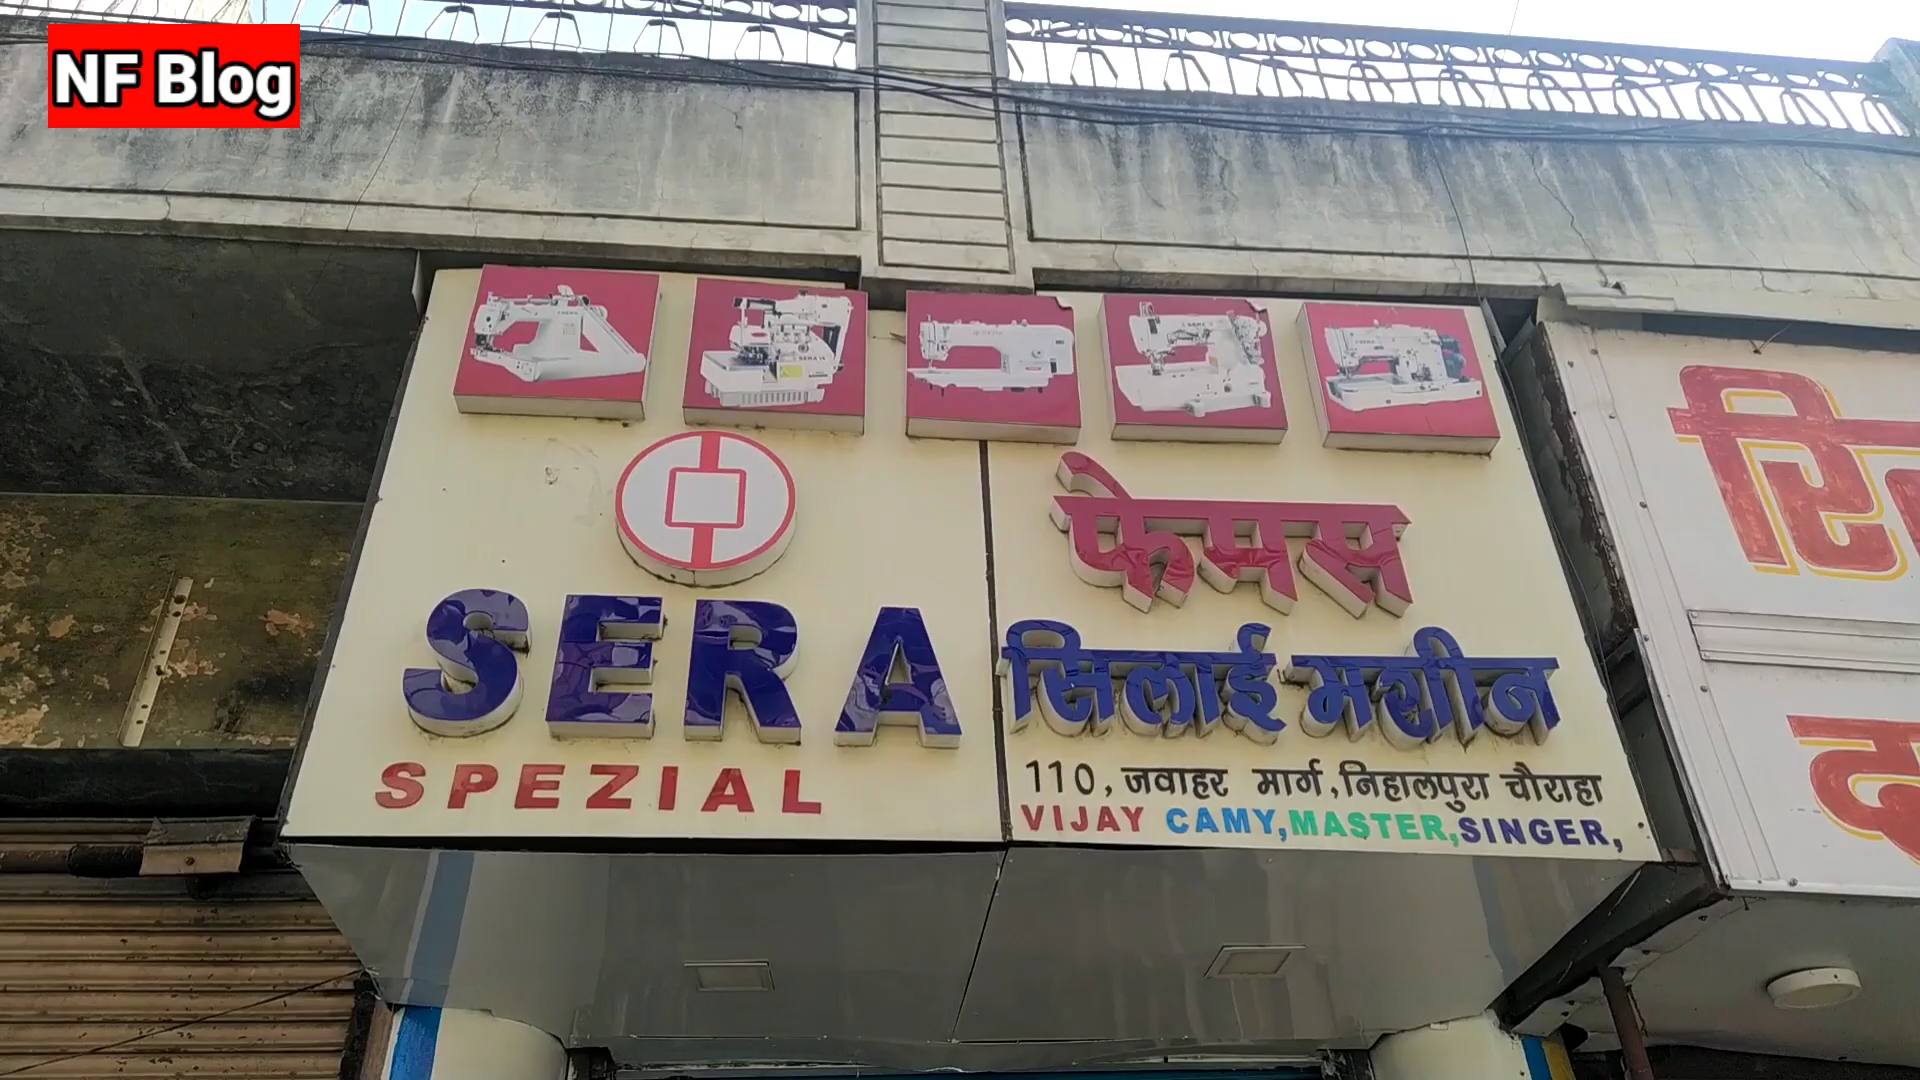 NF Blog
SERA
SPEZIAL
फेमस
सिलाई मशीन
110, जवाहर मार्ग, निहालपुरा चौराहा
VIJAY CAMY, MASTER, SINGER,